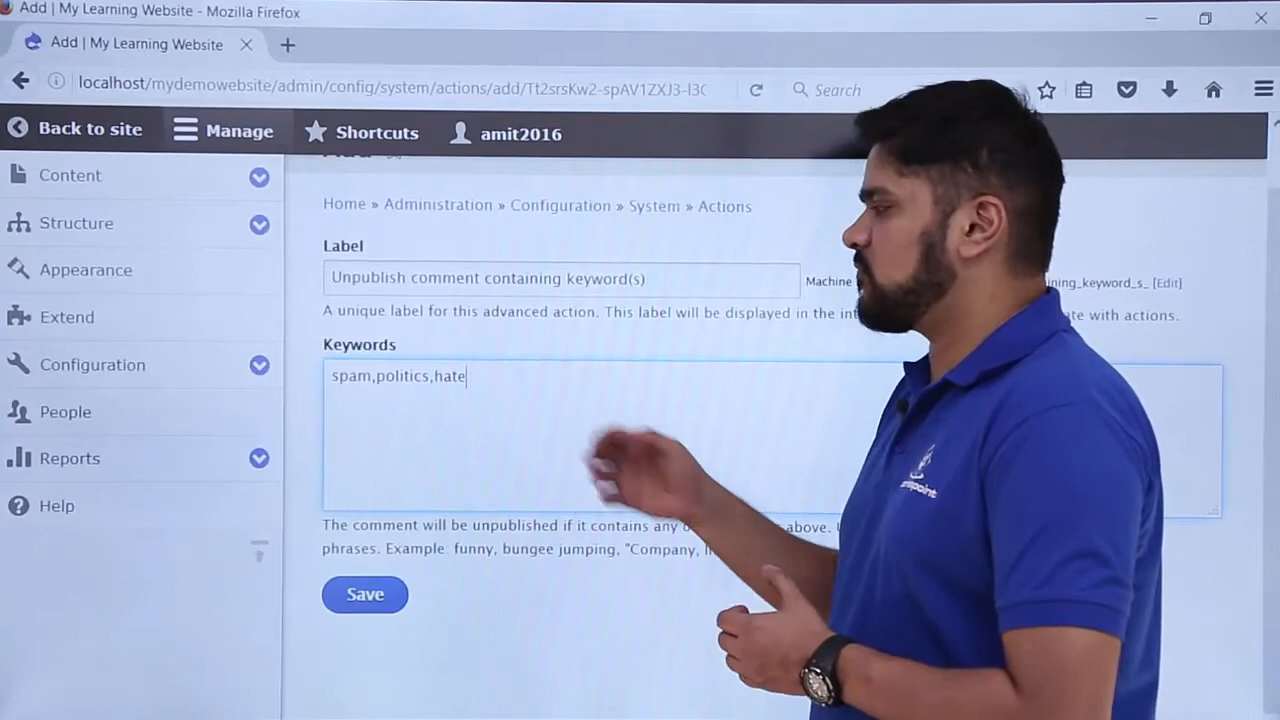 Add | My Learning Website - Mozilla Firefox
Add | My Learning Website
localhost/mydemowebsite/admin/config/system/actions/add/Tt2srsKw2-spAV1ZXJ3-l3C
Search
Back to site
Manage
Shortcuts
amit2016
Content
Structure
Appearance
Extend
Configuration
People
Reports
Help
Home » Administration » Configuration » System » Actions
Label
Unpublish comment containing keyword(s)
Machine ning_keyword_s_ [Edit]
A unique label for this advanced action. This label will be displayed in the with actions.
Keywords
spam,politics,hate
The comment will be unpublished if it contains any above.
phrases. Example: funny, bungee jumping, "Company,
Save